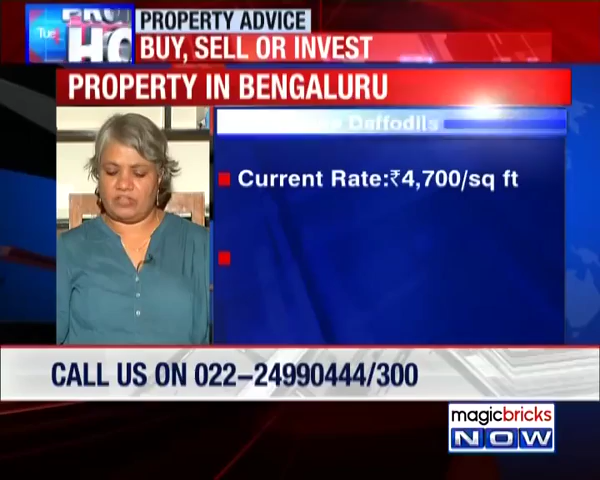 PROPERTY ADVICE
BUY, SELL OR INVEST
PROPERTY IN BENGALURU
Daffodils
Current Rate:₹4,700/sq ft
CALL US ON 022–24990444/300
magicbricks
NOW